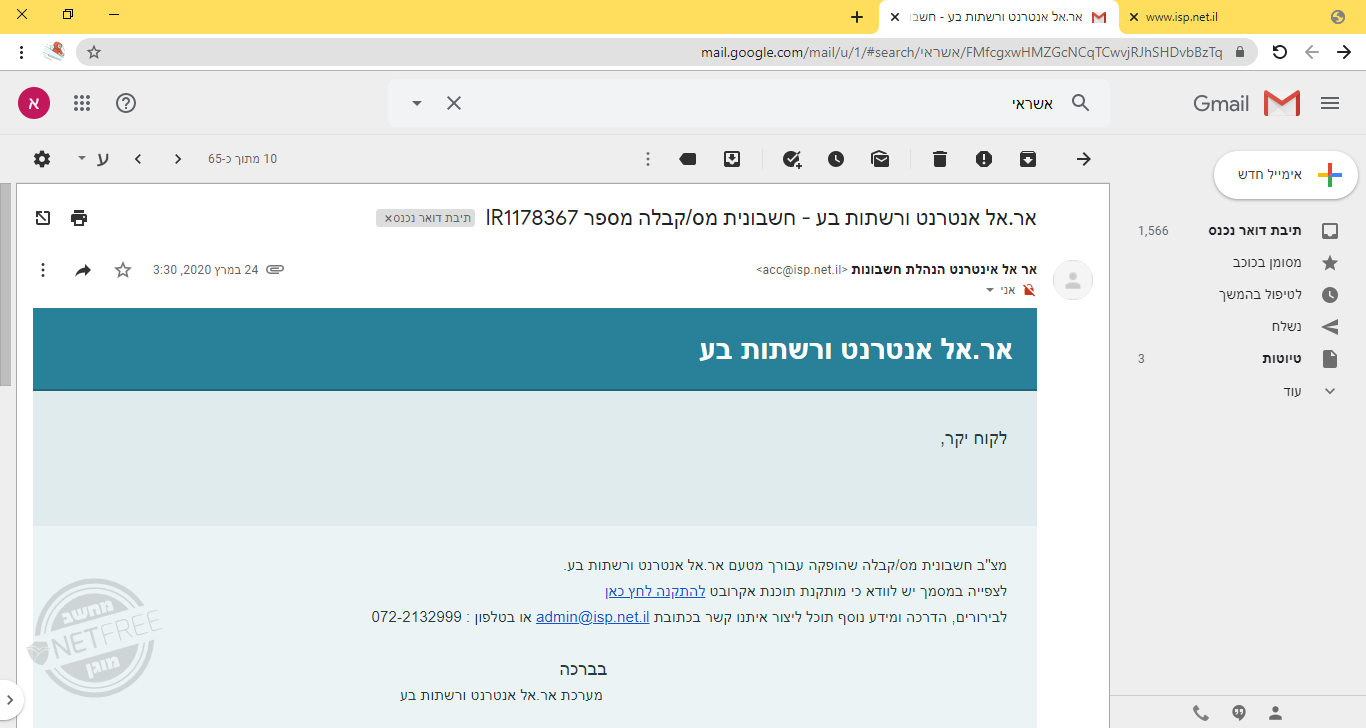 אר.אל אנטרנט ורשתות בע - חשבו
www.isp.net.il
mail.google.com/mail/u/1/#search/אשראי/FMfcgxwHMZGcNCqTCwvjRJhSHDvbBzTq
Gmail
אשראי
א
10 מתוך כ-65
ע
אימייל חדש
תיבת דואר נכנס 1,566
מסומן בכוכב
לטיפול בהמשך
נשלח
טיוטות 3
עוד
אר.אל אנטרנט ורשתות בע - חשבונית מס/קבלה מספר IR1178367 תיבת דואר נכנס×
אר אל אינטרנט הנהלת חשבונות <acc@isp.net.il> 24 במרץ 2020, 3:30
אני
אר.אל אנטרנט ורשתות בע
לקוח יקר,
מצ"ב חשבונית מס/קבלה שהופקה עבורך מטעם אר.אל אנטרנט ורשתות בע.
לצפייה במסמך יש לוודא כי מותקנת תוכנת אקרובט להתקנה לחץ כאן
לבירורים, הדרכה ומידע נוסף תוכל ליצור איתנו קשר בכתובת admin@isp.net.il או בטלפון : 072-2132999
בברכה
מערכת אר.אל אנטרנט ורשתות בע
מחשב
NETFREE
מוגן